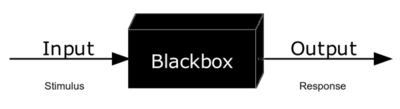 Input
Blackbox
Output
Stimulus
Response